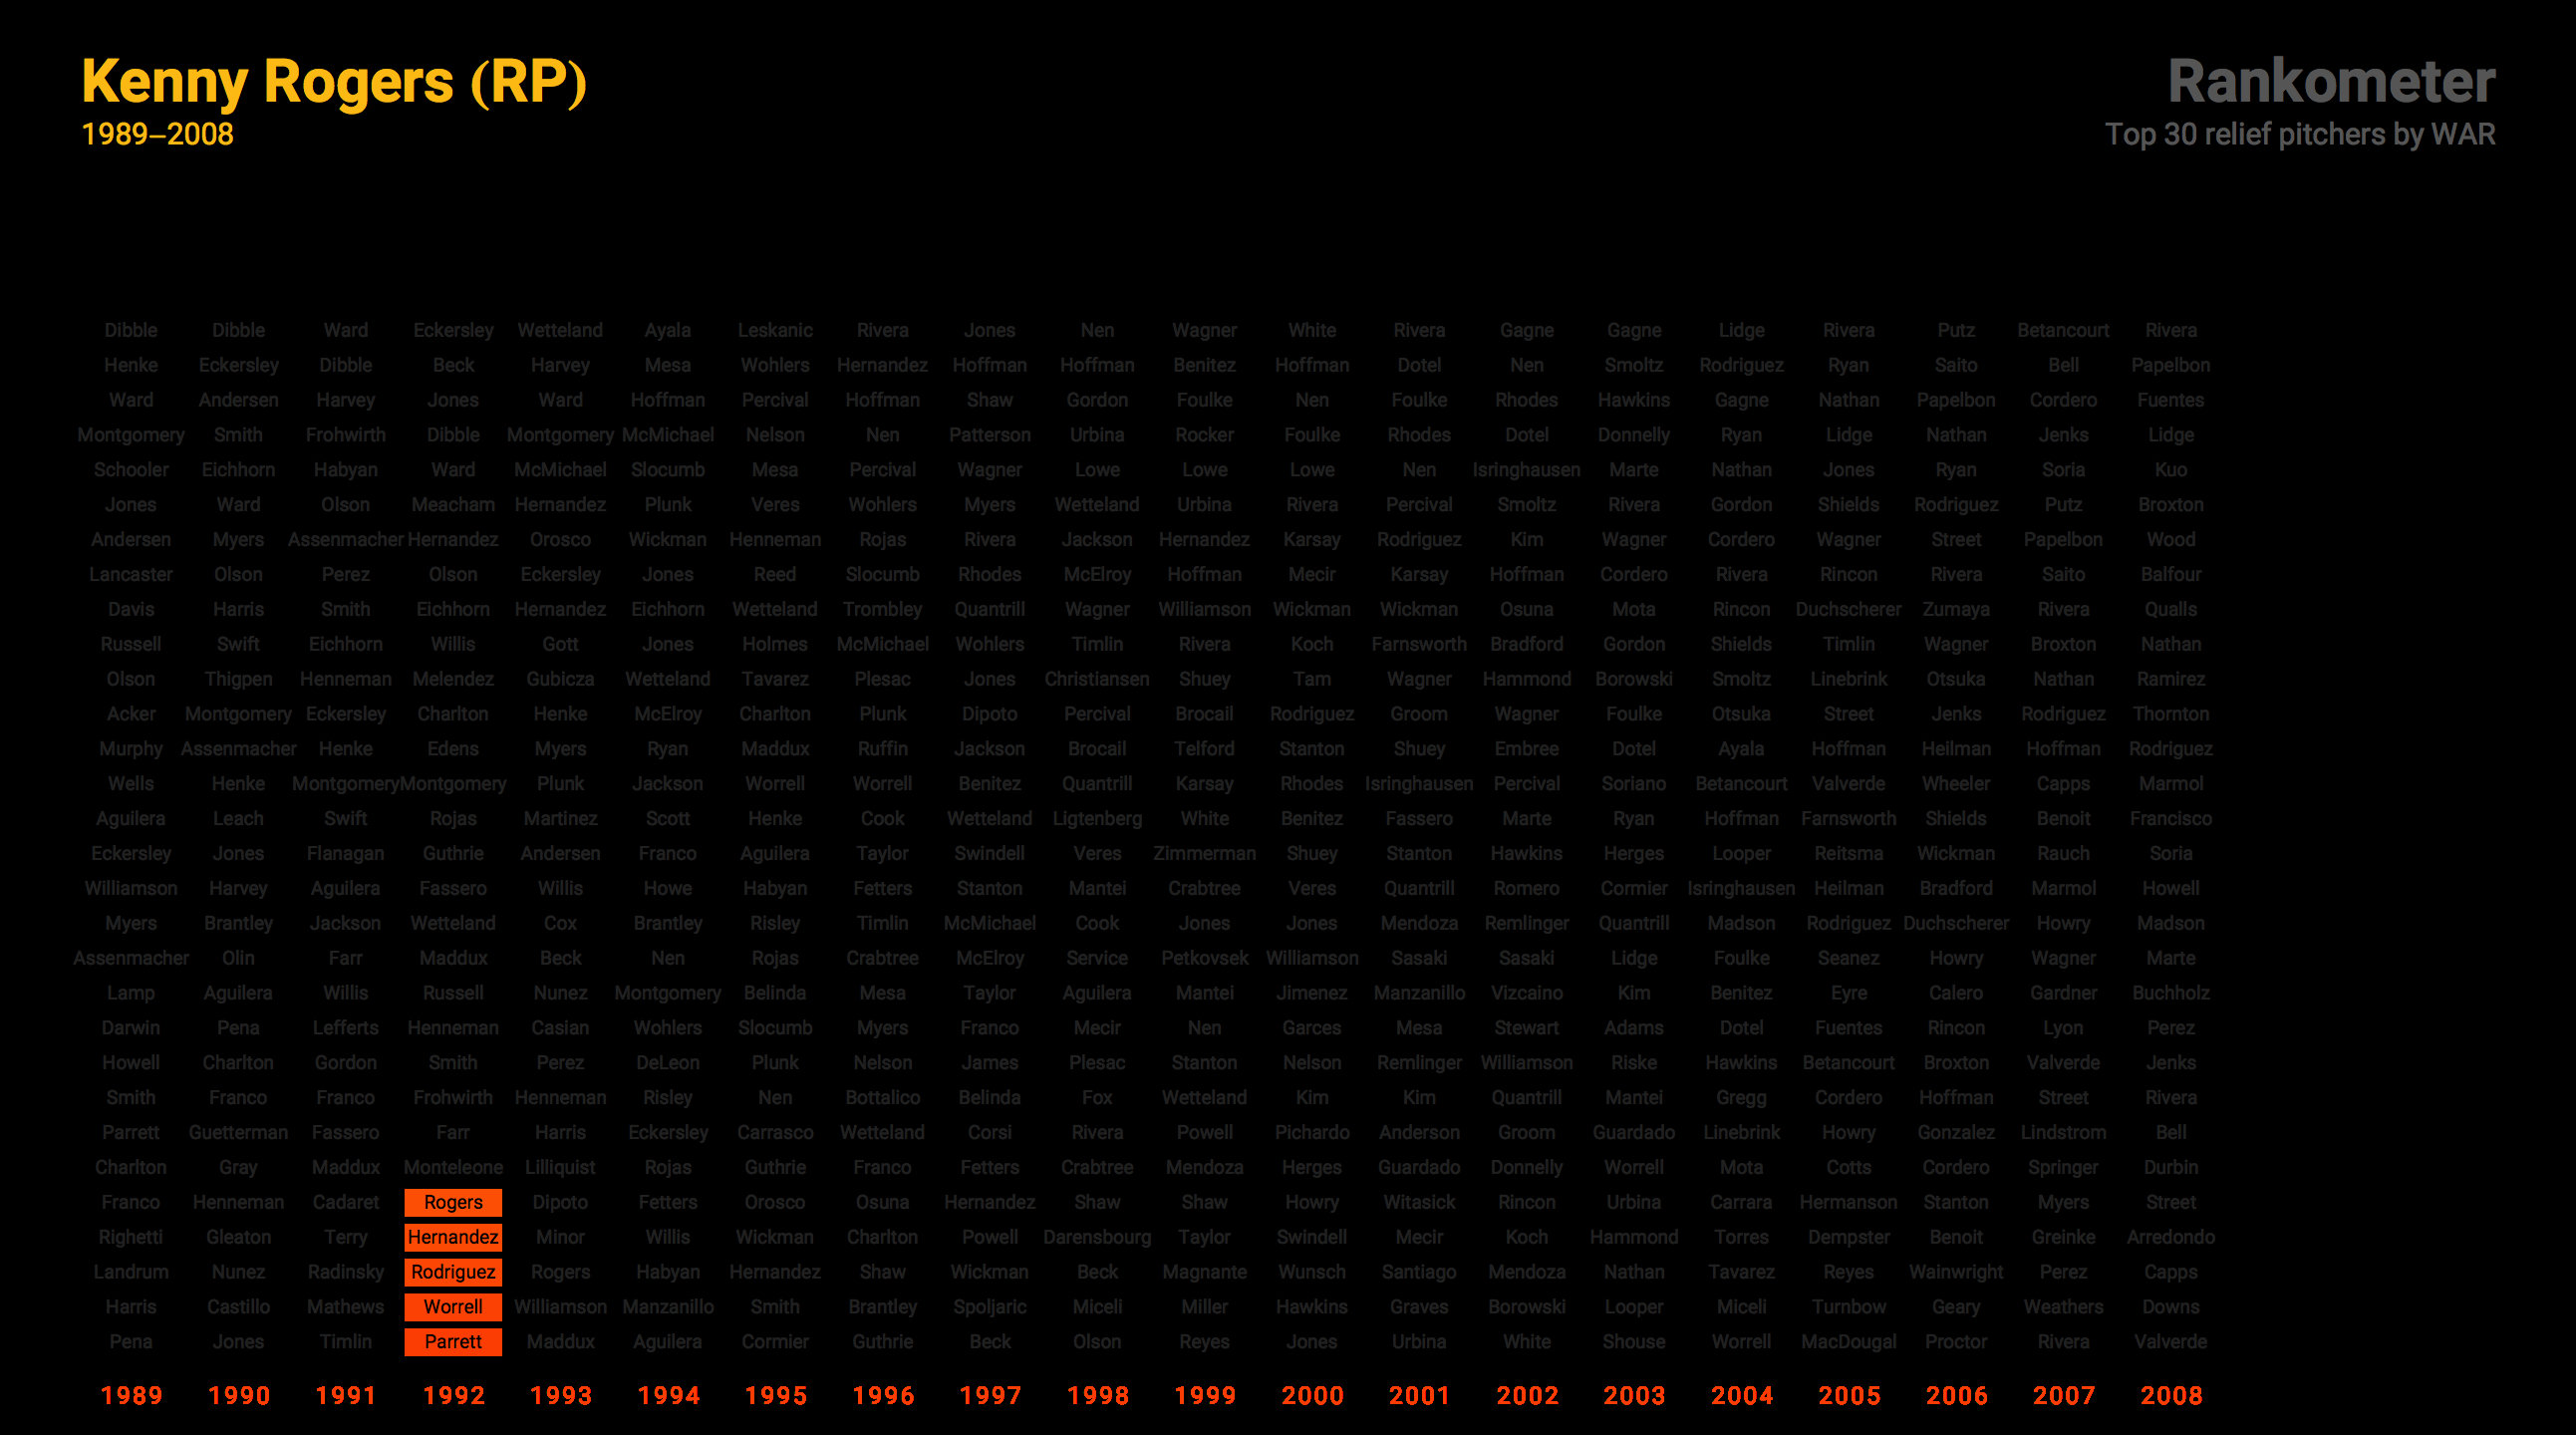 Kenny Rogers (RP)
1989–2008
Rankometer
Top 30 relief pitchers by WAR
Dibble Dibble Ward Eckersley Wetteland Ayala Leskanic Rivera Jones Nen Wagner White Rivera Gagne Gagne Lidge Rivera Putz Betancourt Rivera
Henke Eckersley Dibble Beck Harvey Mesa Wohlers Hernandez Hoffman Hoffman Benitez Hoffman Dotel Nen Smoltz Rodriguez Ryan Saito Bell Papelbon
Ward Andersen Harvey Jones Ward Hoffman Percival Hoffman Shaw Gordon Foulke Nen Foulke Rhodes Hawkins Gagne Nathan Papelbon Cordero Fuentes
Montgomery Smith Frohwirth Dibble Montgomery McMichael Nelson Nen Patterson Urbina Rocker Foulke Rhodes Dotel Donnelly Ryan Lidge Nathan Jenks Lidge
Schooler Eichhorn Habyan Ward McMichael Slocumb Mesa Percival Wagner Lowe Lowe Lowe Nen Isringhausen Marte Nathan Jones Ryan Soria Kuo
Jones Ward Olson Meacham Hernandez Plunk Veres Wohlers Myers Wetteland Urbina Rivera Percival Smoltz Rivera Gordon Shields Rodriguez Putz Broxton
Andersen Myers Assenmacher Hernandez Orosco Wickman Henneman Rojas Rivera Jackson Hernandez Karsay Rodriguez Kim Wagner Cordero Wagner Street Papelbon Wood
Lancaster Olson Perez Olson Eckersley Jones Reed Slocumb Rhodes McElroy Hoffman Mecir Karsay Hoffman Cordero Rivera Rincon Rivera Saito Balfour
Davis Harris Smith Eichhorn Hernandez Eichhorn Wetteland Trombley Quantrill Wagner Williamson Wickman Wickman Osuna Mota Rincon Duchscherer Zumaya Rivera Qualls
Russell Swift Eichhorn Willis Gott Jones Holmes McMichael Wohlers Timlin Rivera Koch Farnsworth Bradford Gordon Shields Timlin Wagner Broxton Nathan
Olson Thigpen Henneman Melendez Gubicza Wetteland Tavarez Plesac Jones Christiansen Shuey Tam Wagner Hammond Borowski Smoltz Linebrink Otsuka Nathan Ramirez
Acker Montgomery Eckersley Charlton Henke McElroy Charlton Plunk Dipoto Percival Brocail Rodriguez Groom Wagner Foulke Otsuka Street Jenks Rodriguez Thornton
Murphy Assenmacher Henke Edens Myers Ryan Maddux Ruffin Jackson Brocail Telford Stanton Shuey Embree Dotel Ayala Hoffman Heilman Hoffman Rodriguez
Wells Henke Montgomery Montgomery Plunk Jackson Worrell Worrell Benitez Quantrill Karsay Rhodes Isringhausen Percival Soriano Betancourt Valverde Wheeler Capps Marmol
Aguilera Leach Swift Rojas Martinez Scott Henke Cook Wetteland Ligtenberg White Benitez Fassero Marte Ryan Hoffman Farnsworth Shields Benoit Francisco
Eckersley Jones Flanagan Guthrie Andersen Franco Aguilera Taylor Swindell Veres Zimmerman Shuey Stanton Hawkins Herges Looper Reitsma Wickman Rauch Soria
Williamson Harvey Aguilera Fassero Willis Howe Habyan Fetters Stanton Mantei Crabtree Veres Quantrill Romero Cormier Isringhausen Heilman Bradford Marmol Howell
Myers Brantley Jackson Wetteland Cox Brantley Risley Timlin McMichael Cook Jones Jones Mendoza Remlinger Quantrill Madson Rodriguez Duchscherer Howry Madson
Assenmacher Olin Farr Maddux Beck Nen Rojas Crabtree McElroy Service Petkovsek Williamson Sasaki Sasaki Lidge Foulke Seanez Howry Wagner Marte
Lamp Aguilera Willis Russell Nunez Montgomery Belinda Mesa Taylor Aguilera Mantei Jimenez Manzanillo Vizcaino Kim Benitez Eyre Calero Gardner Buchholz
Darwin Pena Lefferts Henneman Casian Wohlers Slocumb Myers Franco Mecir Nen Garces Mesa Stewart Adams Dotel Fuentes Rincon Lyon Perez
Howell Charlton Gordon Smith Perez DeLeon Plunk Nelson James Plesac Stanton Nelson Remlinger Williamson Riske Hawkins Betancourt Broxton Valverde Jenks
Smith Franco Franco Frohwirth Henneman Risley Nen Bottalico Belinda Fox Wetteland Kim Kim Quantrill Mantei Gregg Cordero Hoffman Street Rivera
Parrett Guetterman Fassero Farr Harris Eckersley Carrasco Wetteland Corsi Rivera Powell Pichardo Anderson Groom Guardado Linebrink Howry Gonzalez Lindstrom Bell
Charlton Gray Maddux Monteleone Lilliquist Rojas Guthrie Franco Fetters Crabtree Mendoza Herges Guardado Donnelly Worrell Mota Cotts Cordero Springer Durbin
Franco Henneman Cadaret Rogers Dipoto Fetters Orosco Osuna Hernandez Shaw Shaw Howry Witasick Rincon Urbina Carrara Hermanson Stanton Myers Street
Righetti Gleaton Terry Hernandez Minor Willis Wickman Charlton Powell Darensbourg Taylor Swindell Mecir Koch Hammond Torres Dempster Benoit Greinke Arredondo
Landrum Nunez Radinsky Rodriguez Rogers Habyan Hernandez Shaw Wickman Beck Magnante Wunsch Santiago Mendoza Nathan Tavarez Reyes Wainwright Perez Capps
Harris Castillo Mathews Worrell Williamson Manzanillo Smith Brantley Spoljaric Miceli Miller Hawkins Graves Borowski Looper Miceli Turnbow Geary Weathers Downs
Pena Jones Timlin Parrett Maddux Aguilera Cormier Guthrie Beck Olson Reyes Jones Urbina White Shouse Worrell MacDougal Proctor Rivera Valverde
1989 1990 1991 1992 1993 1994 1995 1996 1997 1998 1999 2000 2001 2002 2003 2004 2005 2006 2007 2008